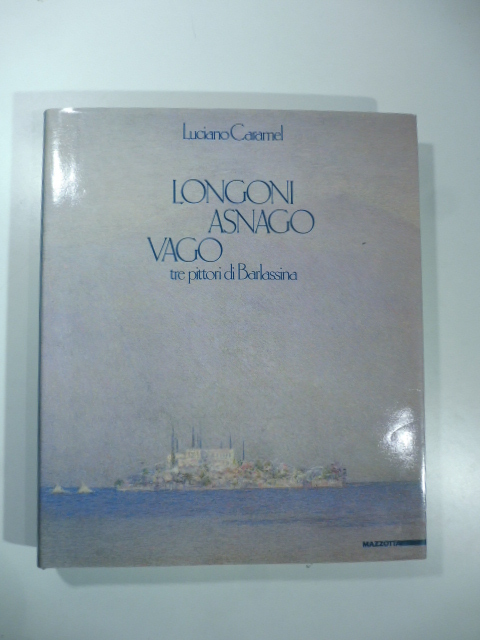 Luciano Caramel
LONGONI
ASNAGO
VAGO
tre pittori di Barlassina
MAZZOTTA